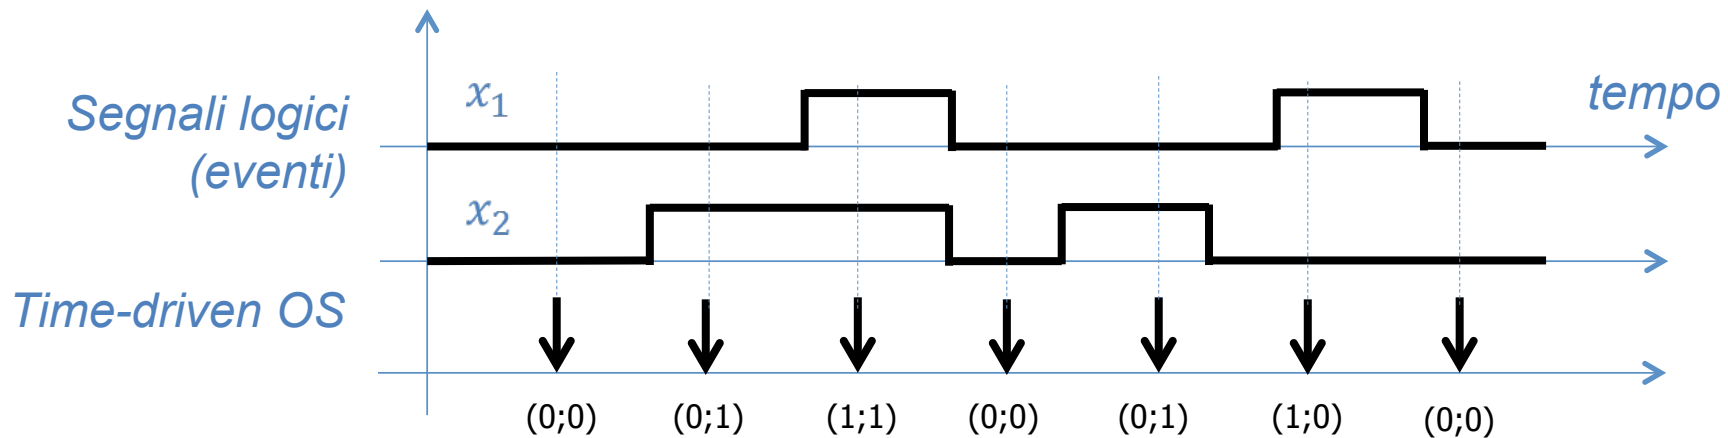 x₁
tempo
Segnali logici
(eventi)
x₂
Time-driven OS
(0;0) (0;1) (1;1) (0;0) (0;1) (1;0) (0;0)